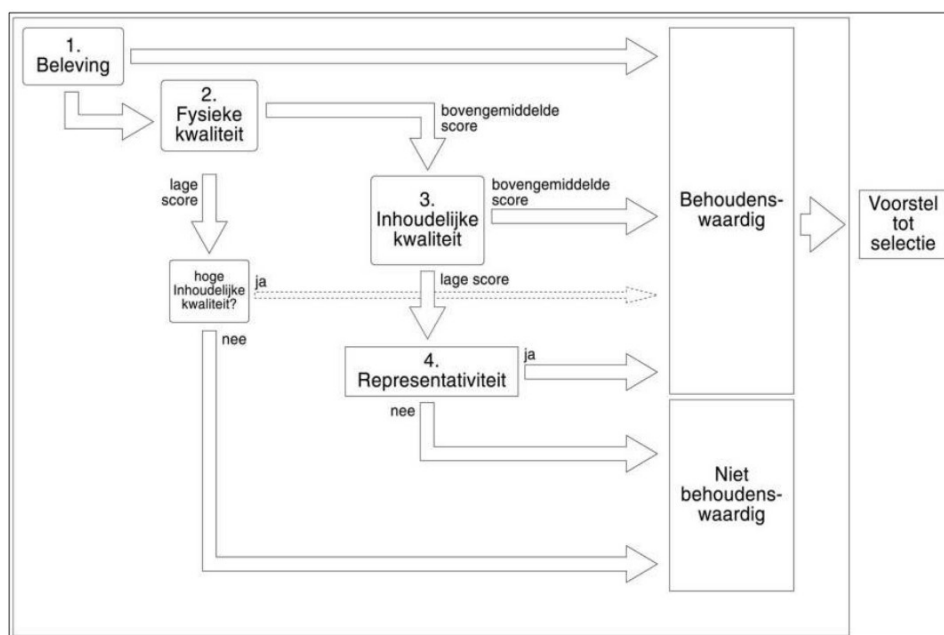 1.
Beleving
2.
Fysieke
kwaliteit
bovengemiddelde
score
lage
score
3.
Inhoudelijke
kwaliteit
bovengemiddelde
score
Behoudens-
waardig
Voorstel
tot
selectie
hoge
Inhoudelijke
kwaliteit?
ja
lage score
nee
4.
Representativiteit
ja
nee
Niet
behoudens-
waardig